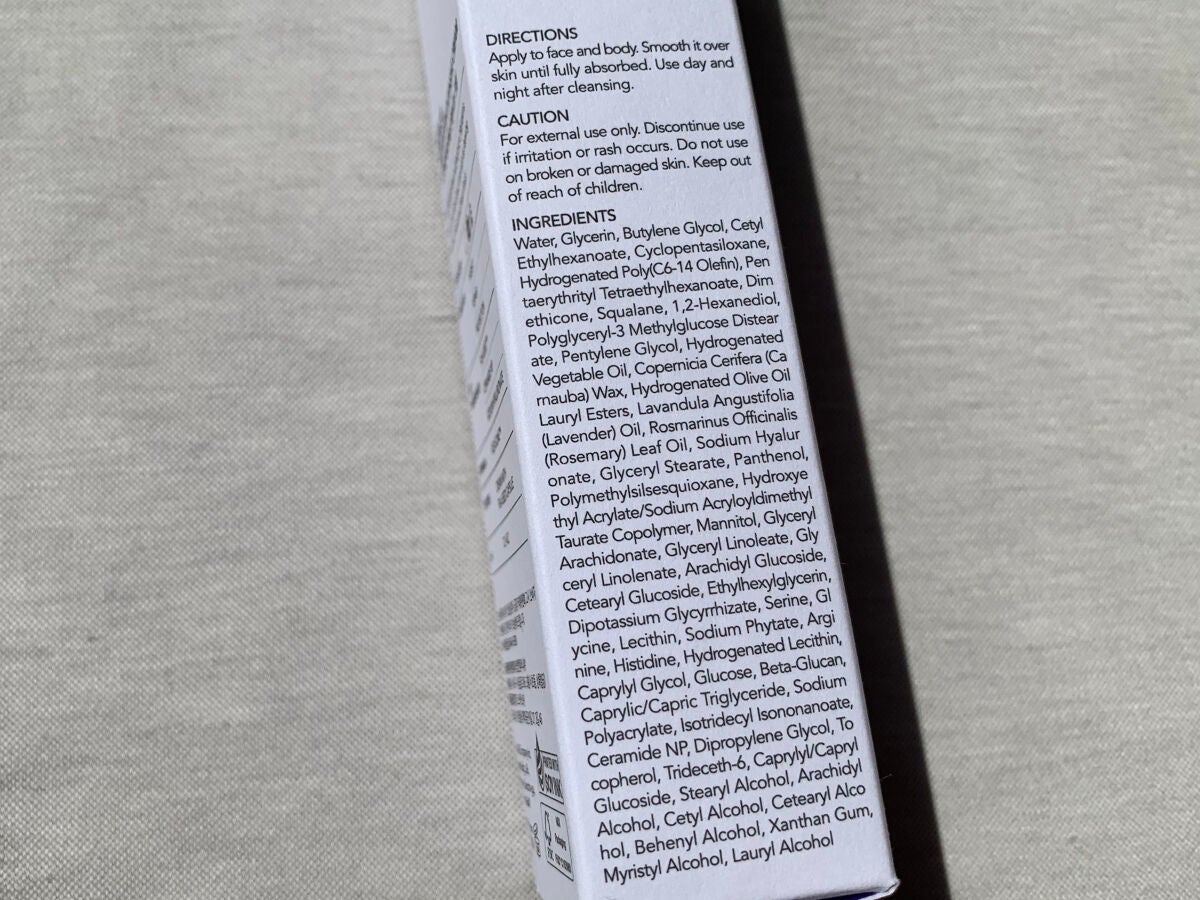 DIRECTIONS
Apply to face and body. Smooth it over
skin until fully absorbed. Use day and
night after cleansing.
CAUTION
For external use only. Discontinue use
if irritation or rash occurs. Do not use
on broken or damaged skin. Keep out
of reach of children.
INGREDIENTS
Water, Glycerin, Butylene Glycol, Cetyl
Ethylhexanoate, Cyclopentasiloxane,
Hydrogenated Poly(C6-14 Olefin), Pen
taerythrityl Tetraethylhexanoate, Dim
ethicone, Squalane, 1,2-Hexanediol,
Polyglyceryl-3 Methylglucose Distear
ate, Pentylene Glycol, Hydrogenated
Vegetable Oil, Copernicia Cerifera (Ca
rnauba) Wax, Hydrogenated Olive Oil
Lauryl Esters, Lavandula Angustifolia
(Lavender) Oil, Rosmarinus Officinalis
(Rosemary) Leaf Oil, Sodium Hyalur
onate, Glyceryl Stearate, Panthenol,
Polymethylsilsesquioxane, Hydroxye
thyl Acrylate/Sodium Acryloyldimethyl
Taurate Copolymer, Mannitol, Glyceryl
Arachidonate, Glyceryl Linoleate, Gly
ceryl Linolenate, Arachidyl Glucoside,
Cetearyl Glucoside, Ethylhexylglycerin,
Dipotassium Glycyrrhizate, Serine, Gl
ycine, Lecithin, Sodium Phytate, Argi
nine, Histidine, Hydrogenated Lecithin,
Caprylyl Glycol, Glucose, Beta-Glucan,
Caprylic/Capric Triglyceride, Sodium
Polyacrylate, Isotridecyl Isononanoate,
Ceramide NP, Dipropylene Glycol, To
copherol, Trideceth-6, Caprylyl/Capryl
Glucoside, Stearyl Alcohol, Arachidyl
Alcohol, Cetyl Alcohol, Cetearyl Alco
hol, Behenyl Alcohol, Xanthan Gum,
Myristyl Alcohol, Lauryl Alcohol
PRINTED WITH
SOY INK
FSC